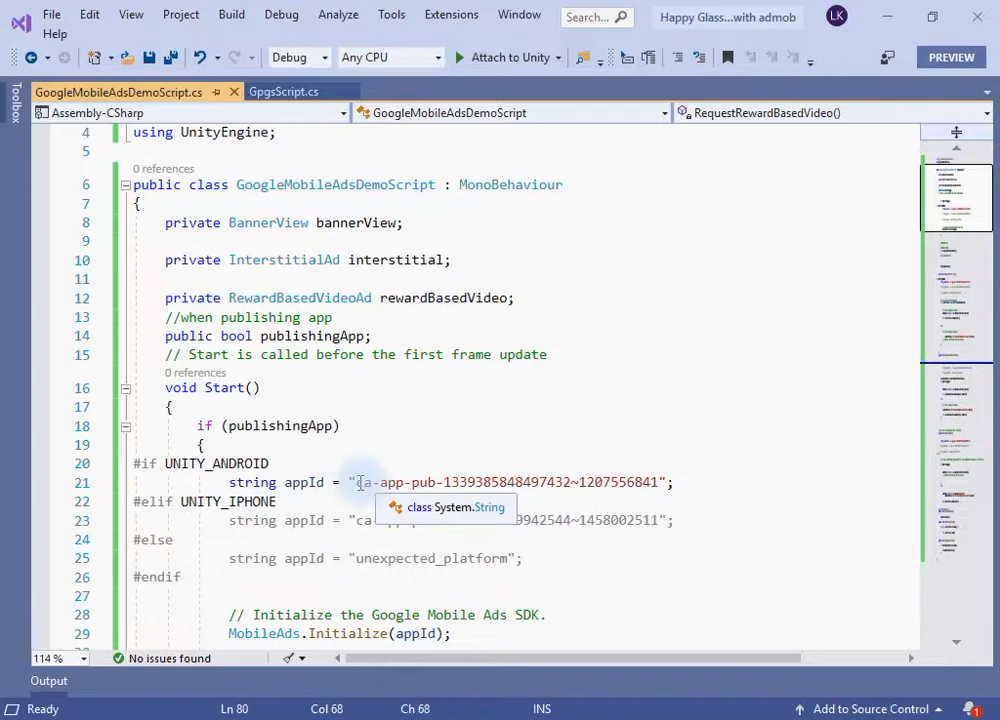 File Edit View Project Build Debug Analyze Tools Extensions Window Search... Happy Glass...with admob LK
Help
Debug Any CPU Attach to Unity PREVIEW
GoogleMobileAdsDemoScript.cs GpgsScript.cs
Toolbox
Assembly-CSharp GoogleMobileAdsDemoScript RequestRewardBasedVideo()
4 using UnityEngine;
5
0 references
6 public class GoogleMobileAdsDemoScript : MonoBehaviour
7 {
8 private BannerView bannerView;
9
10 private InterstitialAd interstitial;
11
12 private RewardBasedVideoAd rewardBasedVideo;
13 //when publishing app
14 public bool publishingApp;
15 // Start is called before the first frame update
0 references
16 void Start()
17 {
18 if (publishingApp)
19 {
20 #if UNITY_ANDROID
21 string appId = "ca-app-pub-1339385848497432~1207556841";
22 #elif UNITY_IPHONE
class System.String
23 string appId = "ca- 9942544~1458002511";
24 #else
25 string appId = "unexpected_platform";
26 #endif
27
28 // Initialize the Google Mobile Ads SDK.
29 MobileAds.Initialize(appId);
114 % No issues found
Output
Ready Ln 80 Col 68 Ch 68 INS Add to Source Control 1